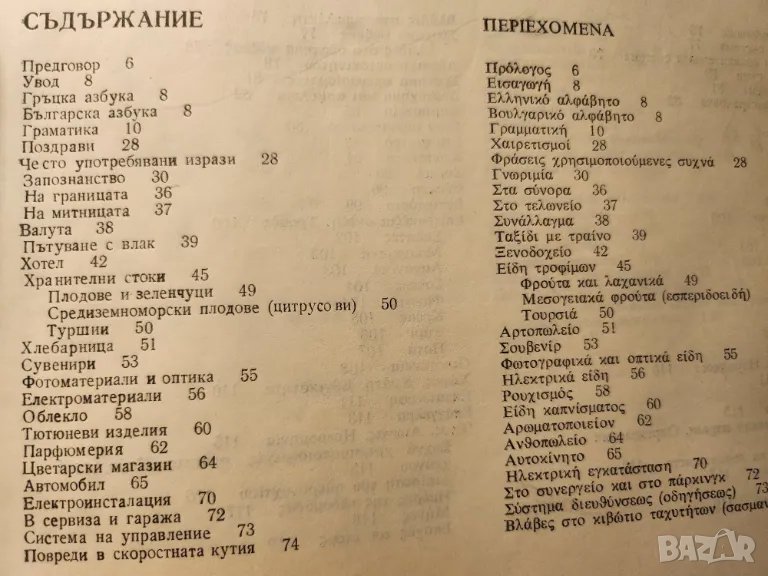 СЪДЪРЖАНИЕ
Предговор 6
Увод 8
Гръцка азбука 8
Българска азбука 8
Граматика 10
Поздрави 28
Често употребявани изрази 28
Запознанство 30
На границата 36
На митницата 37
Валута 38
Пътуване с влак 39
Хотел 42
Хранителни стоки 45
Плодове и зеленчуци 49
Средиземноморски плодове (цитрусови) 50
Туршии 50
Хлебарница 51
Сувенири 53
Фотоматериали и оптика 55
Електроматериали 56
Облекло 58
Тютюневи изделия 60
Парфюмерия 62
Цветарски магазин 64
Автомобил 65
Електроинсталация 70
В сервиза и гаража 72
Система на управление 73
Повреди в скоростната кутия 74
ΠΕΡΙΕΧΟΜΕΝΑ
Πρόλογος 6
Εισαγωγή 8
Ελληνικό αλφάβητο 8
Βουλγαρικό αλφάβητο 8
Γραμματική 10
Χαιρετισμοί 28
Φράσεις χρησιμοποιούμενες συχνά 28
Γνωριμία 30
Στα σύνορα 36
Στο τελωνείο 37
Συνάλλαγμα 38
Ταξίδι με τραίνο 39
Ξενοδοχείο 42
Είδη τροφίμων 45
Φρούτα και λαχανικά 49
Μεσογειακά φρούτα (εσπεριδοειδή)
Τουρσιά 50
Αρτοπωλείο 51
Σουβενίρ 53
Φωτογραφικά και οπτικά είδη 55
Ηλεκτρικά είδη 56
Ρουχισμός 58
Είδη καπνίσματος 60
Αρωματοποιείον 62
Ανθοπωλείο 64
Αυτοκίνητο 65
Ηλεκτρική εγκατάσταση 70
Στο συνεργείο και στο πάρκινγκ 72
Σύστημα διευθύνσεως (οδηγήσεως) 73
Βλάβες στο κιβώτιο ταχυτήτων (σασμαν
BAZAR
.bg